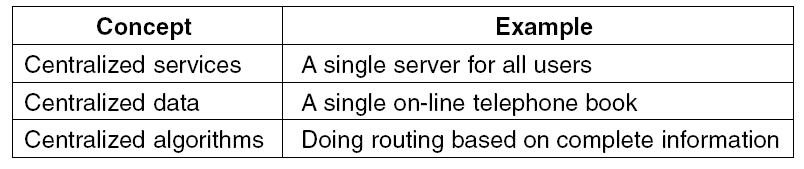 Concept Example
Centralized services A single server for all users
Centralized data A single on-line telephone book
Centralized algorithms Doing routing based on complete information